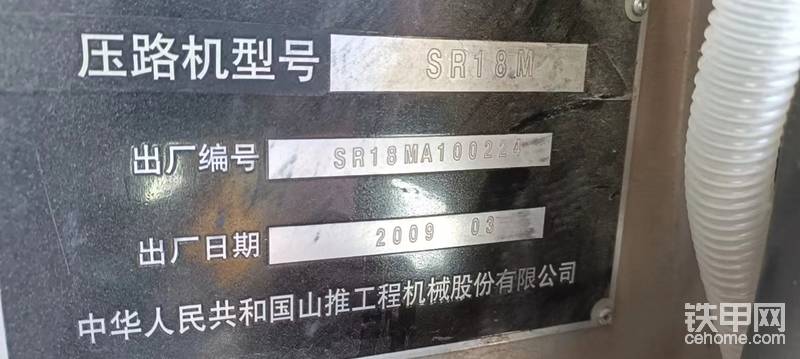 压路机型号 SR18M
出厂编号 SR18MA100224
出厂日期 2009 03
中华人民共和国山推工程机械股份有限公司
铁甲网
cehome.com